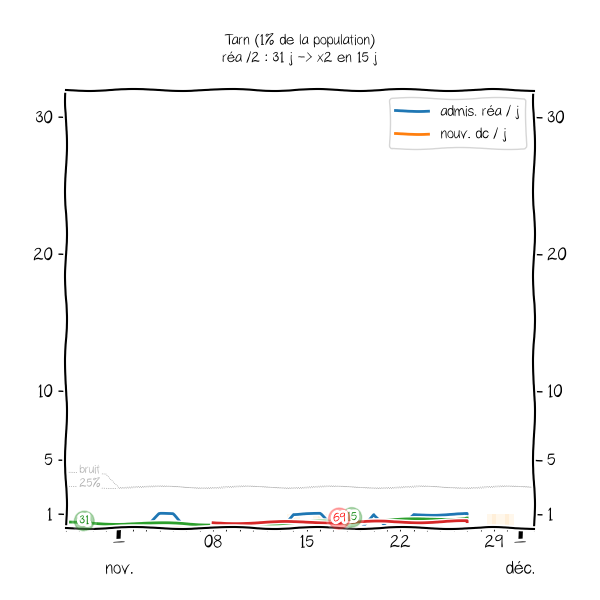 Tarn (1% de la population)
réa /2 : 31 j -> x2 en 15 j
admis. réa / j
nouv. dc / j
30
30
20
20
10
10
5
5
bruit
25%
1
1
31
69
15
08
15
22
29
nov.
déc.